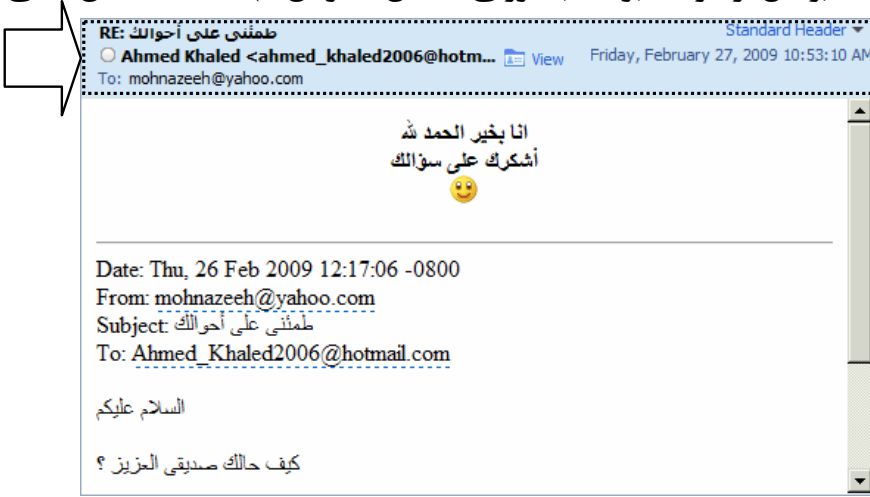 RE: طمئنى على أحوالك
Standard Header
Ahmed Khaled <ahmed_khaled2006@hotm... View Friday, February 27, 2009 10:53:10 AM
To: mohnazeeh@yahoo.com
انا بخير الحمد لله
أشكرك على سؤالك
Date: Thu, 26 Feb 2009 12:17:06 -0800
From: mohnazeeh@yahoo.com
Subject: طمئنى على أحوالك
To: Ahmed_Khaled2006@hotmail.com
السلام عليكم
كيف حالك صديقى العزيز ؟